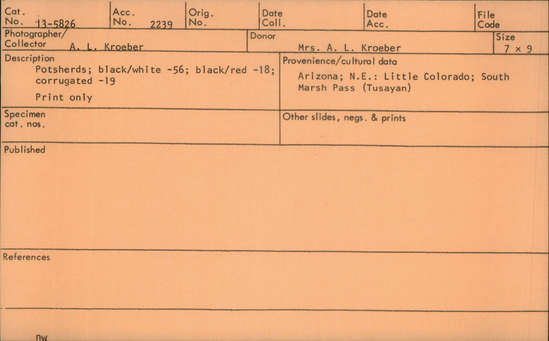 Cat. No. 13-5826 Acc. No. 2239 Orig. No. Date Coll. Date Acc. File Code
Photographer/ Collector A. L. Kroeber Donor Mrs. A. L. Kroeber Size 7 x 9
Description
Potsherds; black/white -56; black/red -18;
corrugated -19
Print only
Provenience/cultural data
Arizona; N.E.: Little Colorado; South
Marsh Pass (Tusayan)
Specimen
cat. nos.
Other slides, negs. & prints
Published
References
nw